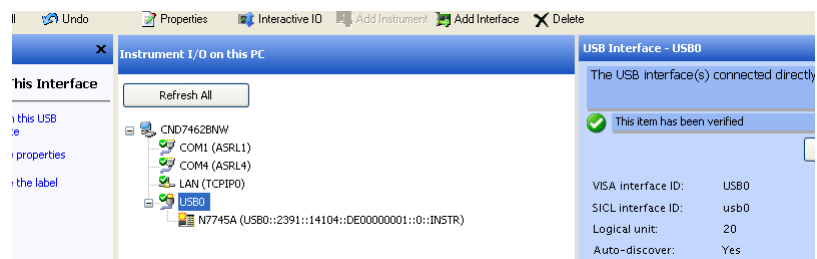 Undo Properties Interactive IO Add Instrument Add Interface Delete
Instrument I/O on this PC
USB Interface - USB0
his Interface
The USB interface(s) connected directly
Refresh All
this USB
This item has been verified
CND7462BNW
COM1 (ASRL1)
properties
COM4 (ASRL4)
the label
LAN (TCPIP0)
USB0
VISA interface ID: USB0
N7745A (USB0::2391::14104::DE00000001::0::INSTR)
SICL interface ID: usb0
Logical unit: 20
Auto-discover: Yes